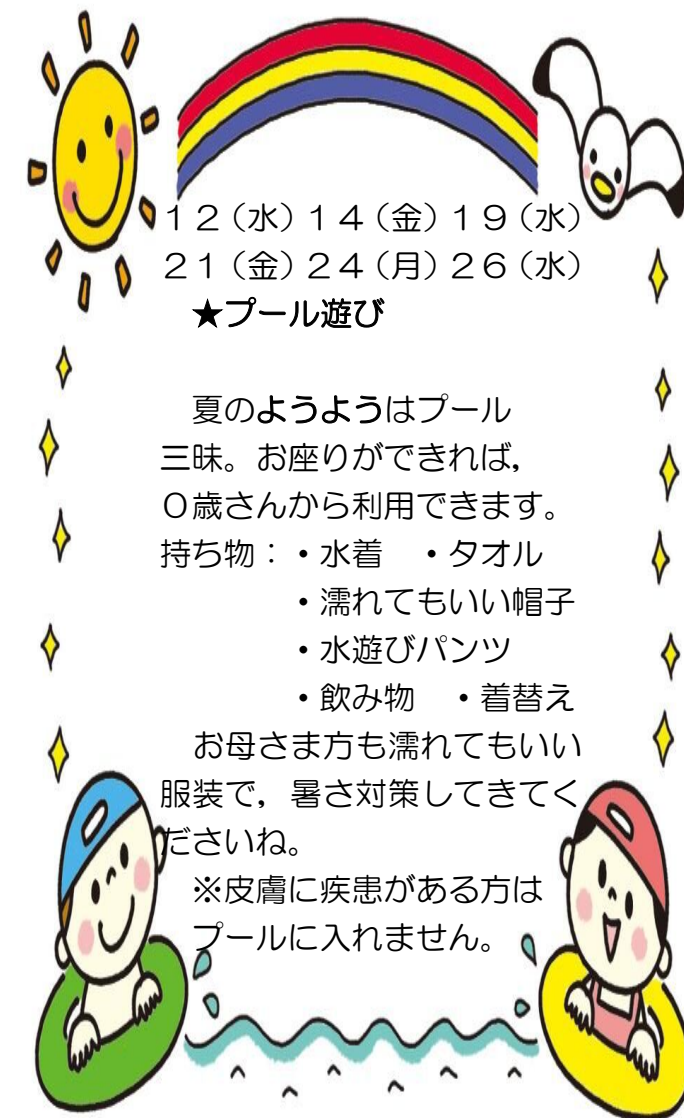 １２（水）１４（金）１９（水）
２１（金）２４（月）２６（水）
★プール遊び
夏のようようはプール
三昧。お座りができれば，
０歳さんから利用できます。
持ち物：・水着　・タオル
・濡れてもいい帽子
・水遊びパンツ
・飲み物　・着替え
お母さま方も濡れてもいい
服装で，暑さ対策してきてく
ださいね。
※皮膚に疾患がある方は
プールに入れません。